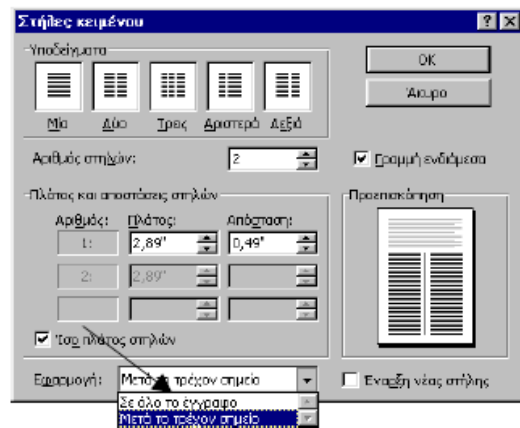 Στήλες κειμένου
Υποδείγματα
Μία Δύο Τρεις Αριστερά Δεξιά
OK
Άκυρο
Αριθμός στηλών: 2
Γραμμή ενδιάμεσα
Πλάτος και αποστάσεις στηλών
Αριθμός: Πλάτος: Απόσταση:
1: 2,89" 0,49"
2: 2,89"
Ίσο πλάτος στηλών
Προεπισκόπηση
Εφαρμογή: Μετά το τρέχον σημείο
Έναρξη νέας στήλης
Σε όλο το έγγραφο
Μετά το τρέχον σημείο